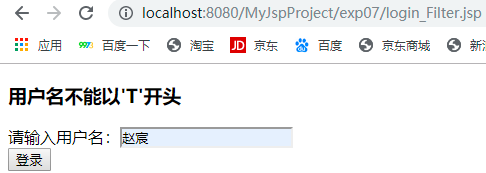 localhost:8080/MyJspProject/exp07/login_Filter.jsp
应用 百度一下 淘宝 JD 京东 百度 京东商城
用户名不能以'T'开头
请输入用户名：赵宸
登录